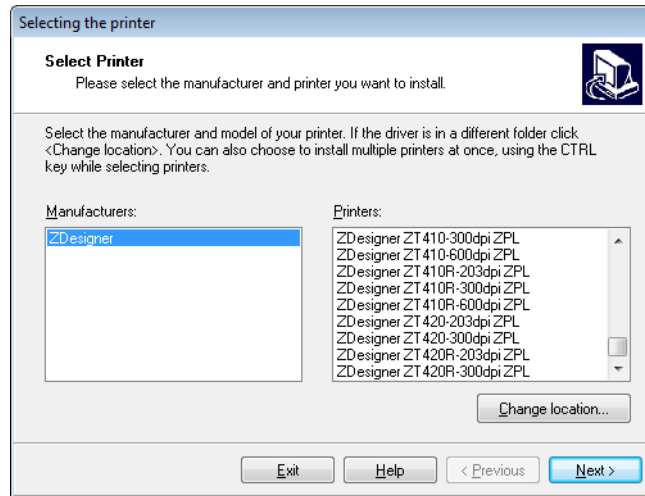 Selecting the printer
Select Printer
Please select the manufacturer and printer you want to install.
Select the manufacturer and model of your printer. If the driver is in a different folder click
<Change location>. You can also choose to install multiple printers at once, using the CTRL
key while selecting printers.
Manufacturers:
ZDesigner
Printers:
ZDesigner ZT410-300dpi ZPL
ZDesigner ZT410-600dpi ZPL
ZDesigner ZT410R-203dpi ZPL
ZDesigner ZT410R-300dpi ZPL
ZDesigner ZT410R-600dpi ZPL
ZDesigner ZT420-203dpi ZPL
ZDesigner ZT420-300dpi ZPL
ZDesigner ZT420R-203dpi ZPL
ZDesigner ZT420R-300dpi ZPL
Change location...
Exit
Help
< Previous
Next >